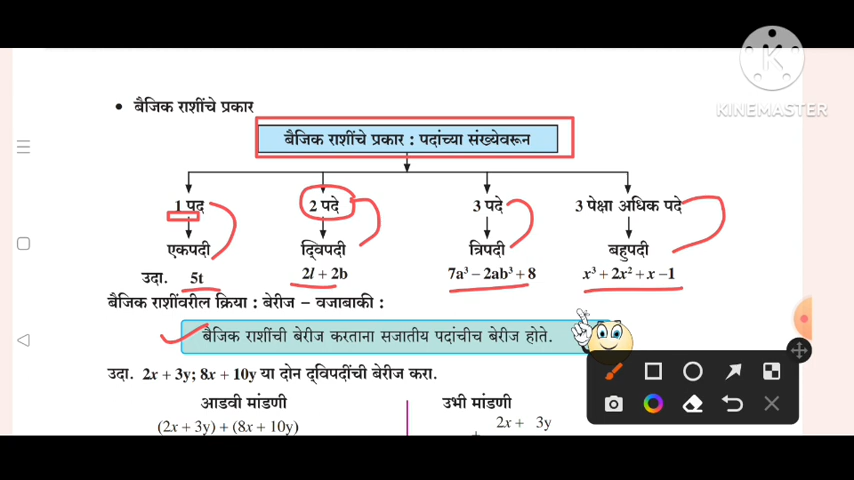 KINEMASTER
• बैजिक राशींचे प्रकार
बैजिक राशींचे प्रकार : पदांच्या संख्येवरून
1 पद 2 पदे 3 पदे 3 पेक्षा अधिक पदे
एकपदी द्विपदी त्रिपदी बहुपदी
उदा. 5t 2l + 2b 7a³ − 2ab³ + 8 x³ + 2x² + x − 1
बैजिक राशींवरील क्रिया : बेरीज − वजाबाकी :
बैजिक राशींची बेरीज करताना सजातीय पदांचीच बेरीज होते.
उदा. 2x + 3y; 8x + 10y या दोन द्विपदींची बेरीज करा.
आडवी मांडणी उभी मांडणी
(2x + 3y) + (8x + 10y) 2x + 3y
+